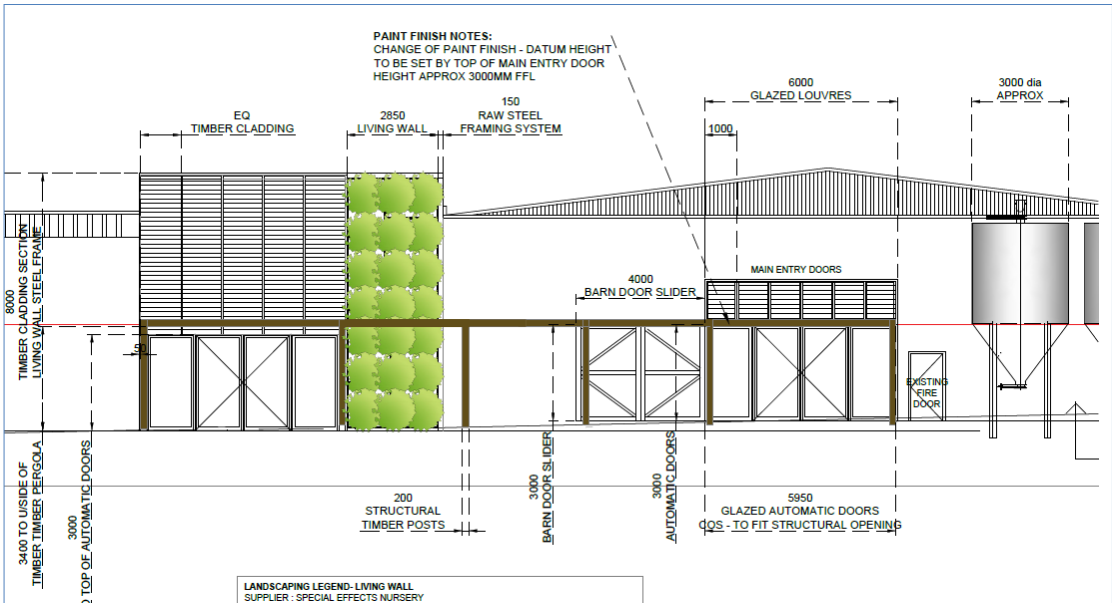 PAINT FINISH NOTES:
CHANGE OF PAINT FINISH - DATUM HEIGHT
TO BE SET BY TOP OF MAIN ENTRY DOOR
HEIGHT APPROX 3000MM FFL
6000
GLAZED LOUVRES
3000 dia
APPROX
EQ
TIMBER CLADDING
2850
LIVING WALL
150
RAW STEEL
FRAMING SYSTEM
1000
8000
TIMBER CLADDING SECTION
LIVING WALL STEEL FRAME
MAIN ENTRY DOORS
4000
BARN DOOR SLIDER
50
EXISTING
FIRE
DOOR
3400 TO U/SIDE OF
TIMBER TIMBER PERGOLA
3000
TOP OF AUTOMATIC DOORS
200
STRUCTURAL
TIMBER POSTS
3000
BARN DOOR SLIDER
3000
AUTOMATIC DOORS
5950
GLAZED AUTOMATIC DOORS
COS - TO FIT STRUCTURAL OPENING
LANDSCAPING LEGEND- LIVING WALL
SUPPLIER : SPECIAL EFFECTS NURSERY